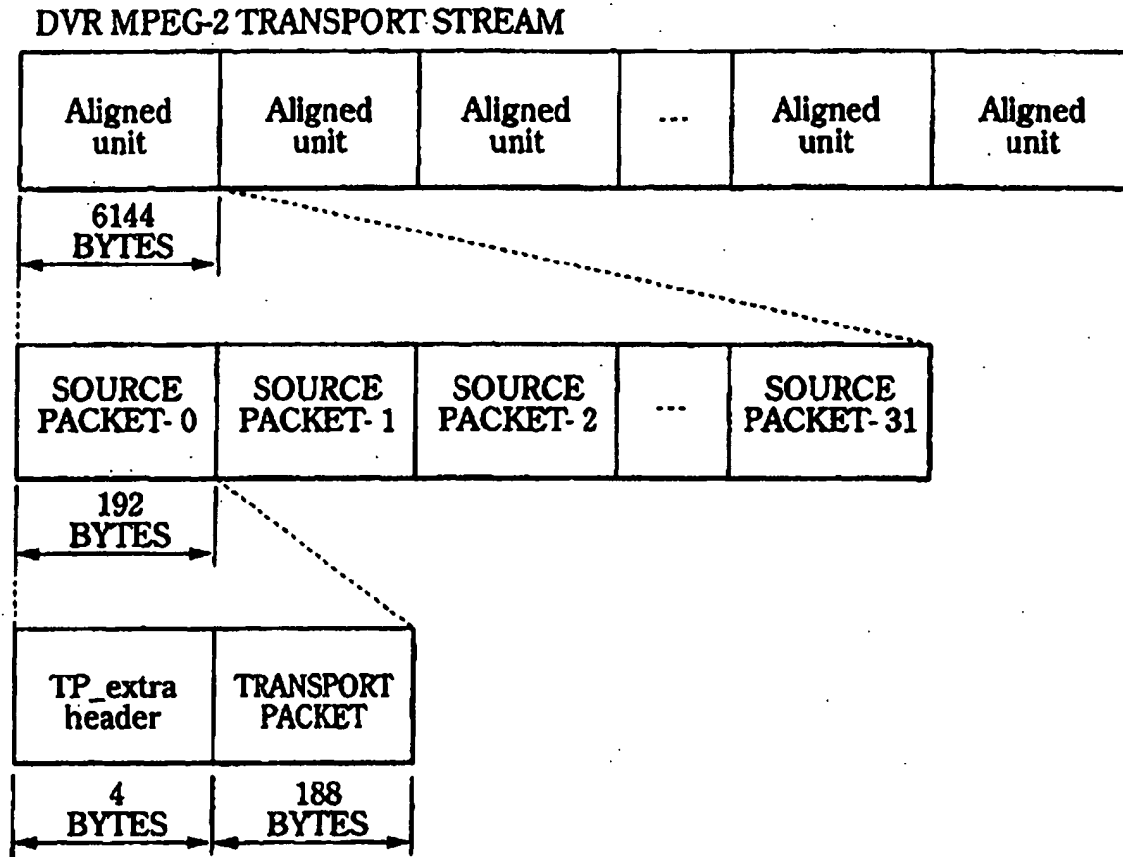 DVR MPEG-2 TRANSPORT STREAM
Aligned unit
Aligned unit
Aligned unit
...
Aligned unit
Aligned unit
6144 BYTES
SOURCE PACKET- 0
SOURCE PACKET- 1
SOURCE PACKET- 2
...
SOURCE PACKET- 31
192 BYTES
TP_extra header
TRANSPORT PACKET
4 BYTES
188 BYTES